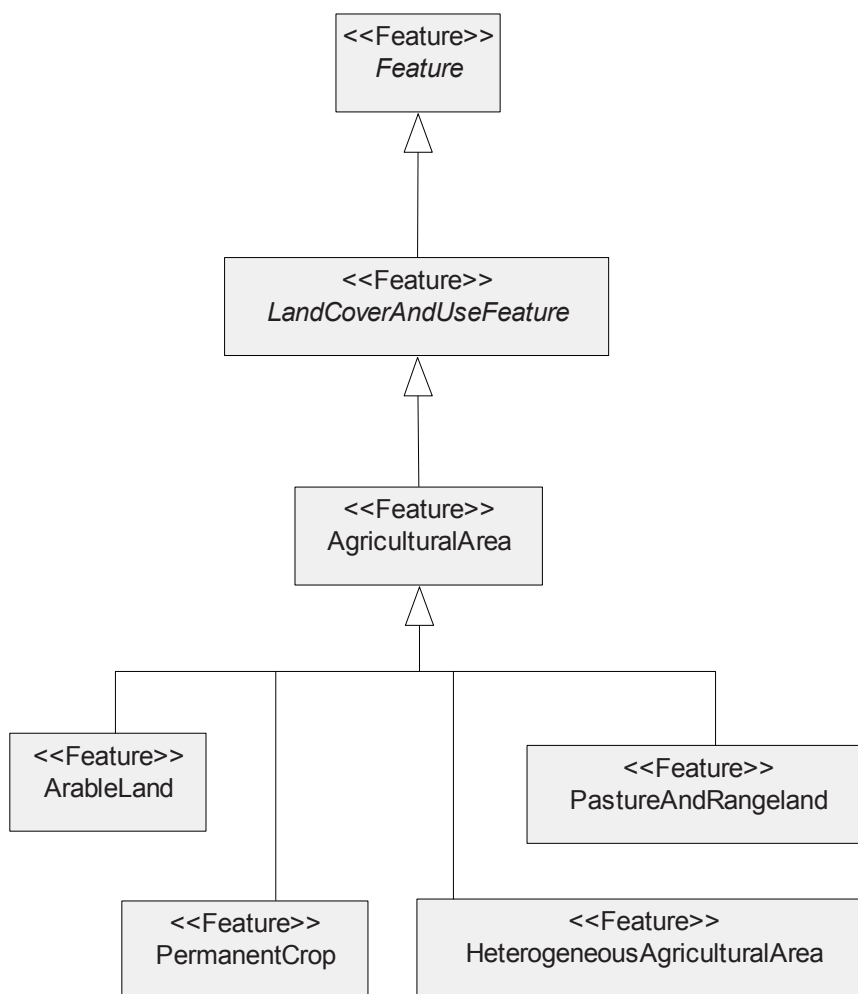 <<Feature>>
Feature
<<Feature>>
LandCoverAndUseFeature
<<Feature>>
AgriculturalArea
<<Feature>>
ArableLand
<<Feature>>
PastureAndRangeland
<<Feature>>
PermanentCrop
<<Feature>>
HeterogeneousAgriculturalArea